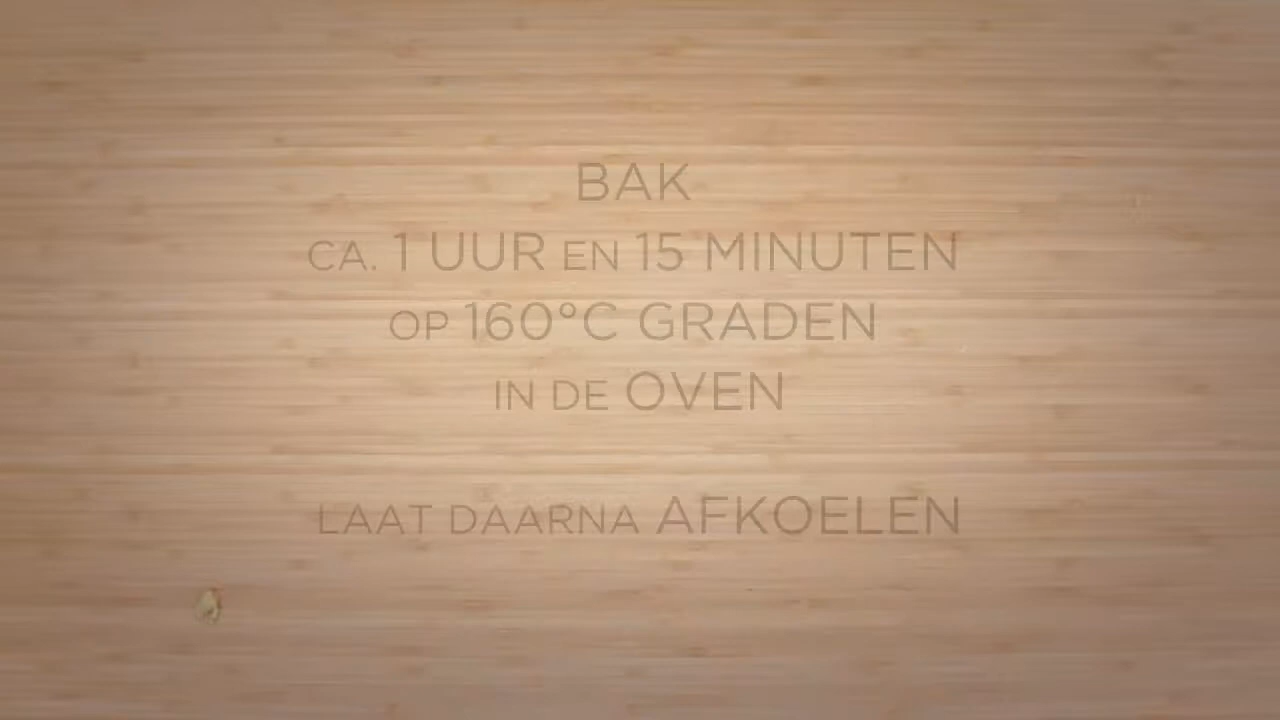 BAK
CA. 1 UUR EN 15 MINUTEN
OP 160°C GRADEN
IN DE OVEN
LAAT DAARNA AFKOELEN